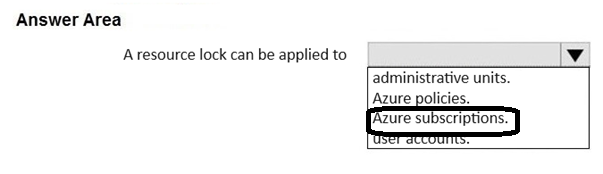 Answer Area
A resource lock can be applied to
administrative units.
Azure policies.
Azure subscriptions.
user accounts.